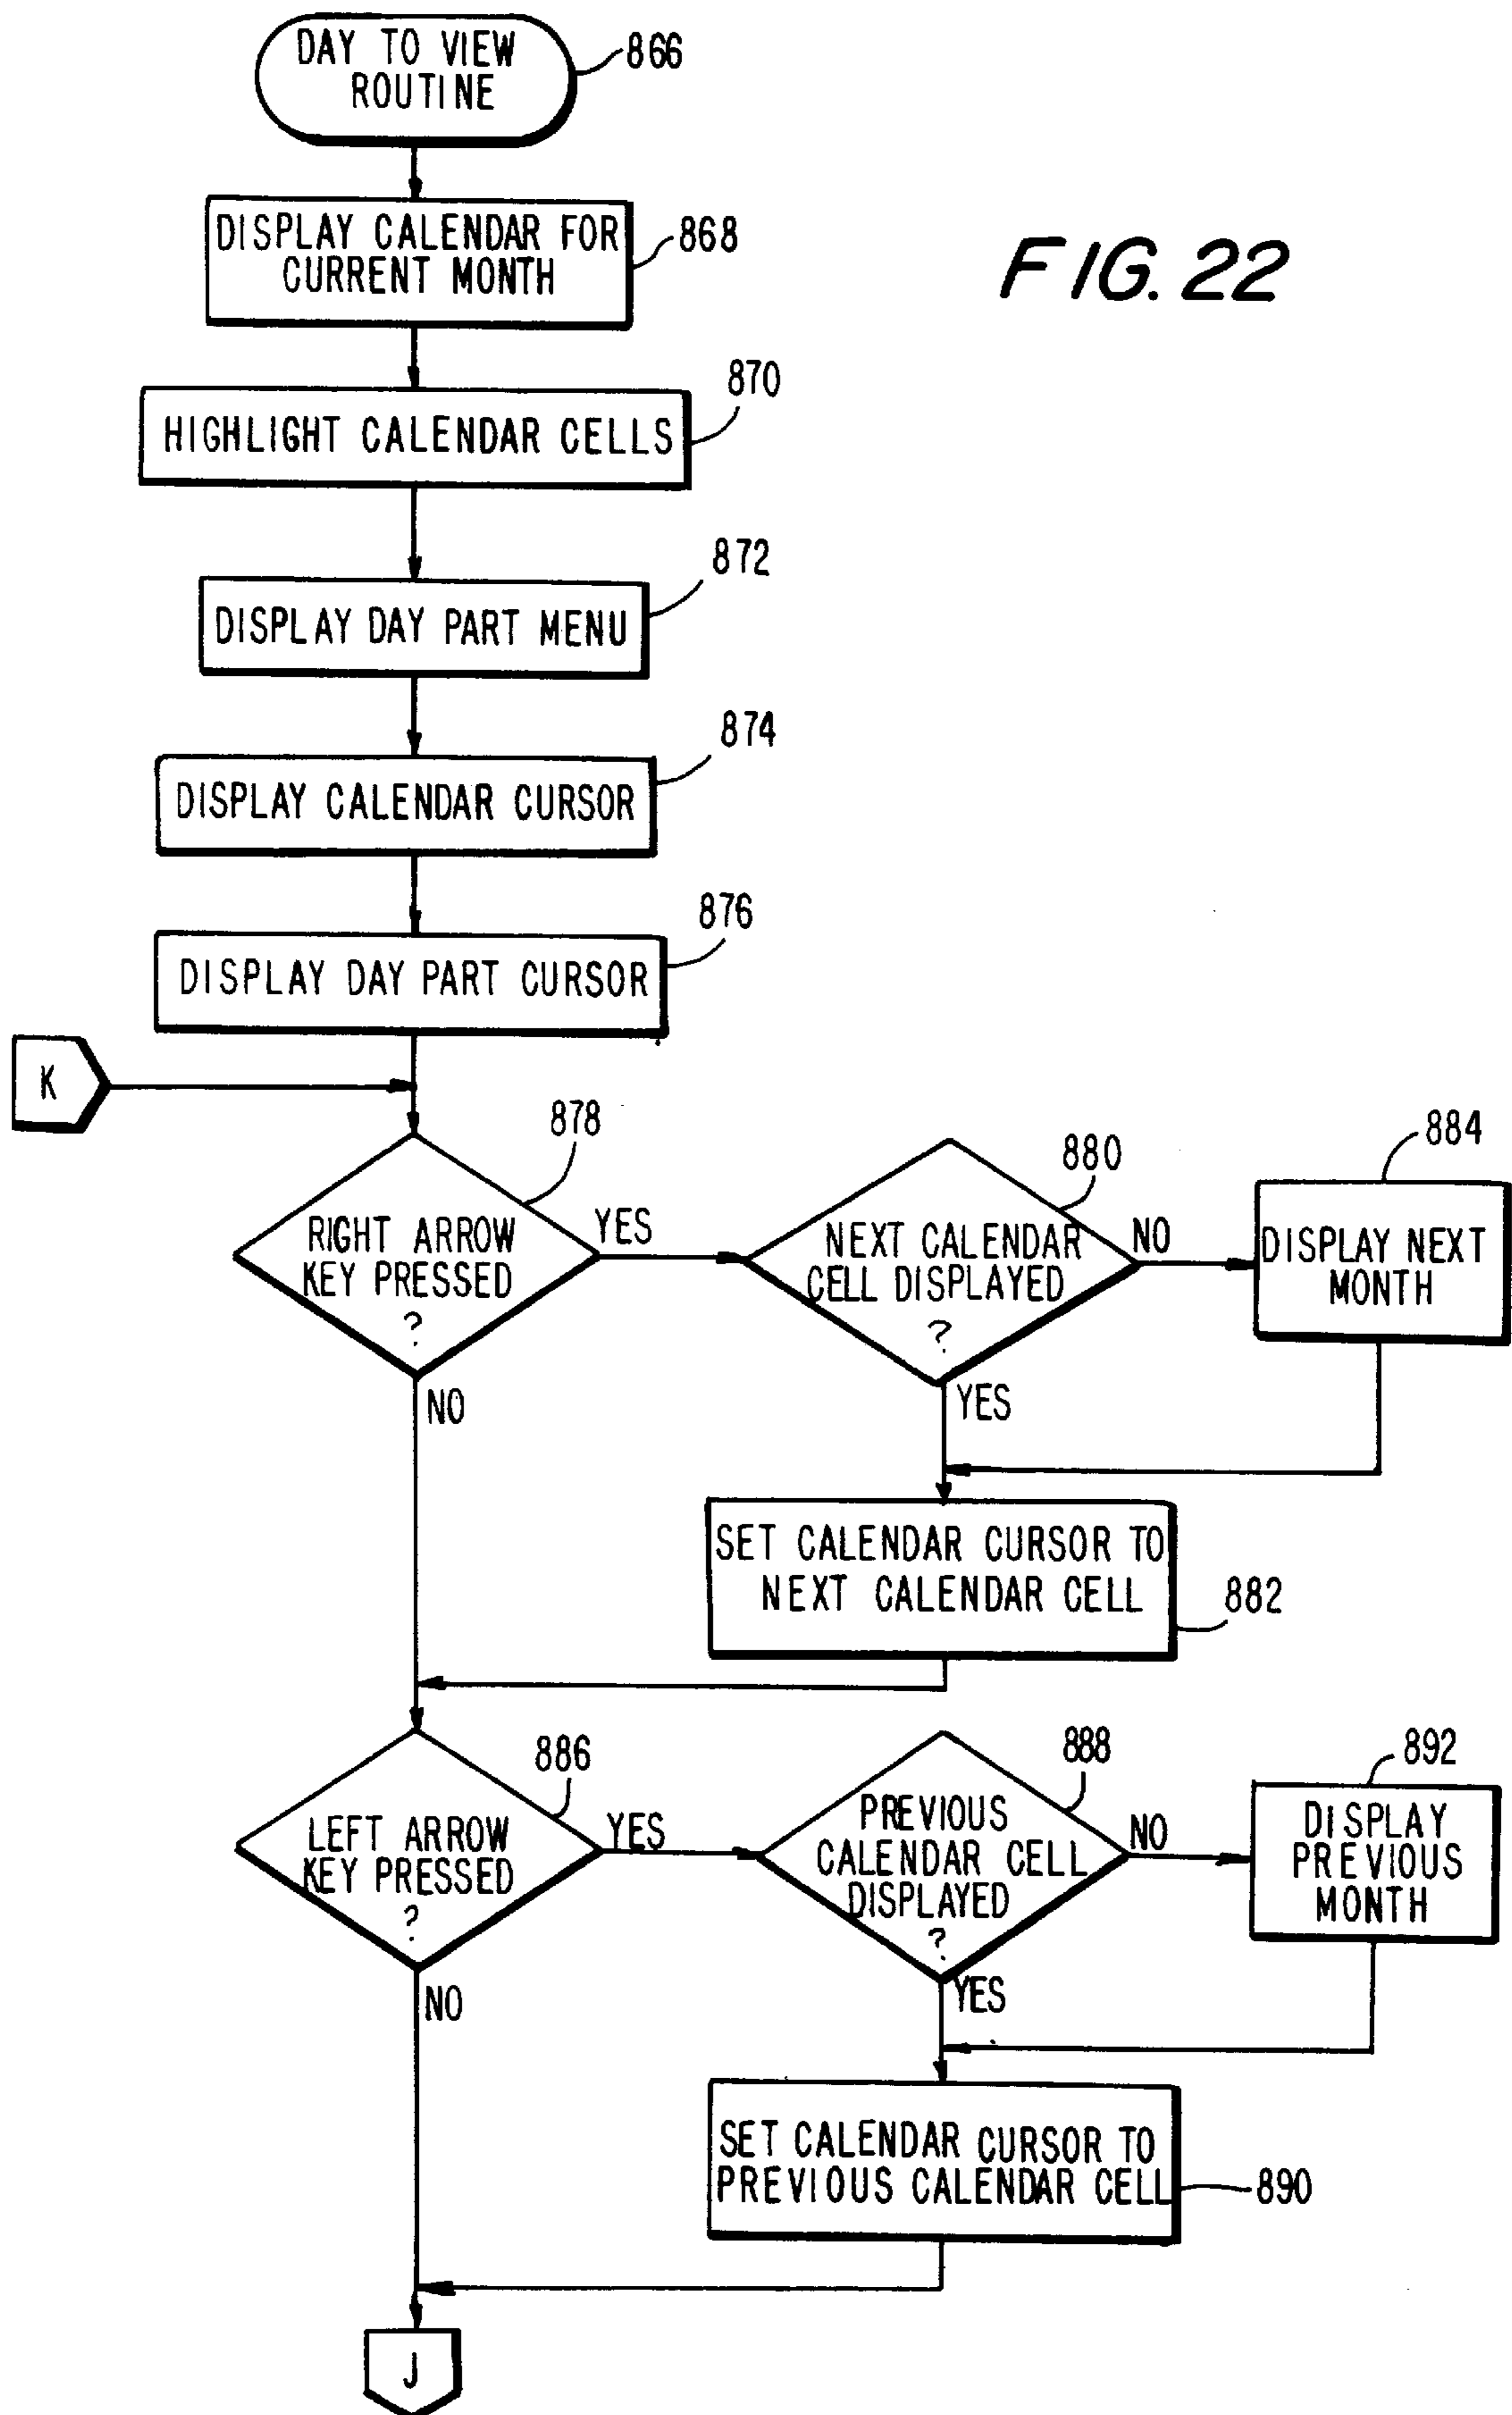 DAY TO VIEW
ROUTINE
866
DISPLAY CALENDAR FOR
CURRENT MONTH
868
FIG. 22
870
HIGHLIGHT CALENDAR CELLS
872
DISPLAY DAY PART MENU
874
DISPLAY CALENDAR CURSOR
876
DISPLAY DAY PART CURSOR
K
878
RIGHT ARROW
KEY PRESSED
?
YES
NO
880
NEXT CALENDAR
CELL DISPLAYED
?
NO
YES
884
DISPLAY NEXT
MONTH
SET CALENDAR CURSOR TO
NEXT CALENDAR CELL
882
886
LEFT ARROW
KEY PRESSED
?
YES
NO
888
PREVIOUS
CALENDAR CELL
DISPLAYED
?
NO
YES
892
DISPLAY
PREVIOUS
MONTH
SET CALENDAR CURSOR TO
PREVIOUS CALENDAR CELL
890
J